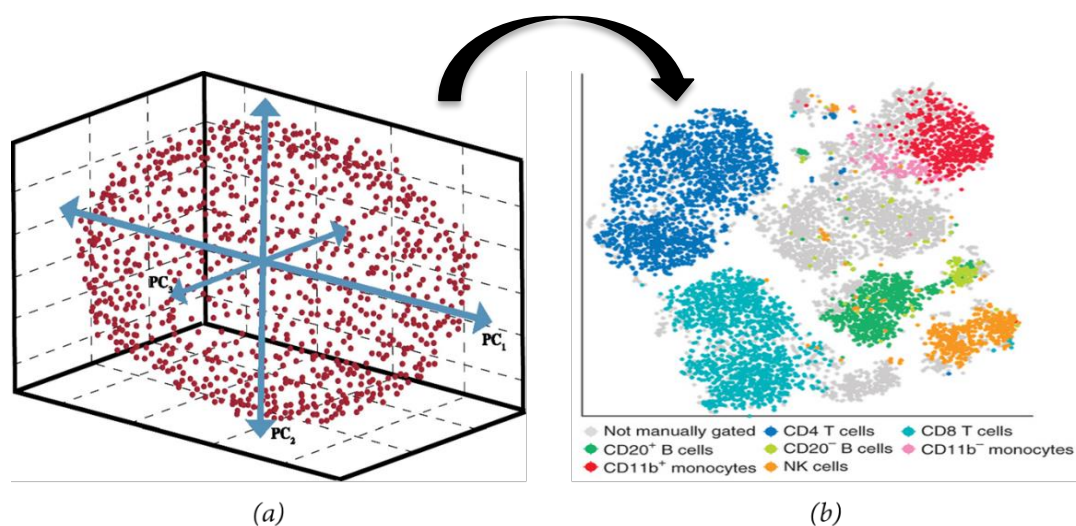 PC₃
PC₁
PC₂
Not manually gated CD4 T cells CD8 T cells
CD20⁺ B cells CD20⁻ B cells CD11b⁻ monocytes
CD11b⁺ monocytes NK cells
(a) (b)